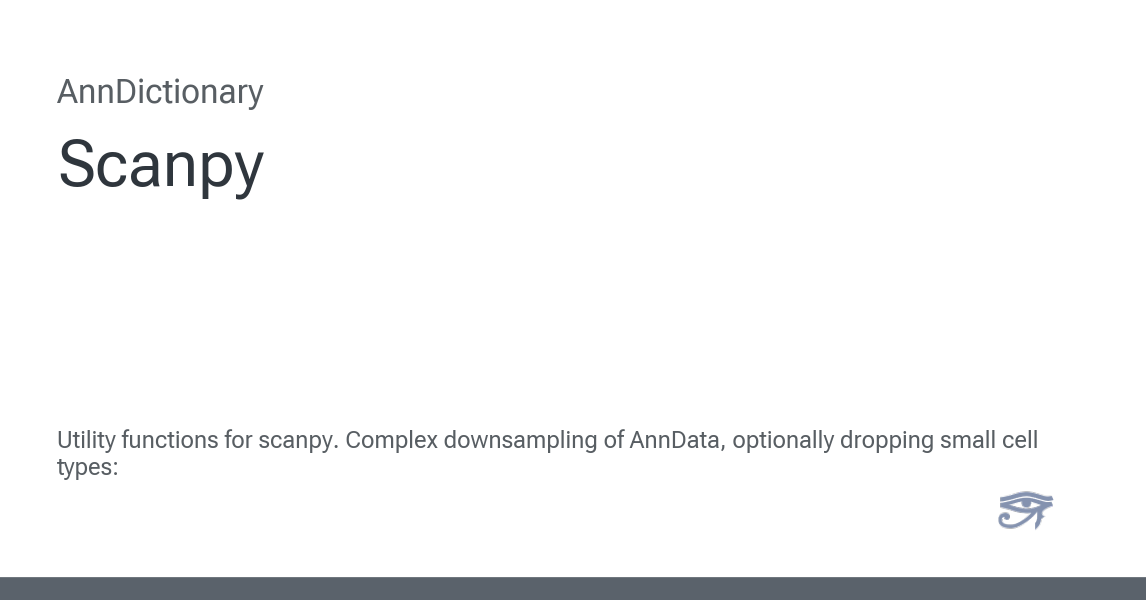 AnnDictionary
Scanpy
Utility functions for scanpy. Complex downsampling of AnnData, optionally dropping small cell
types: